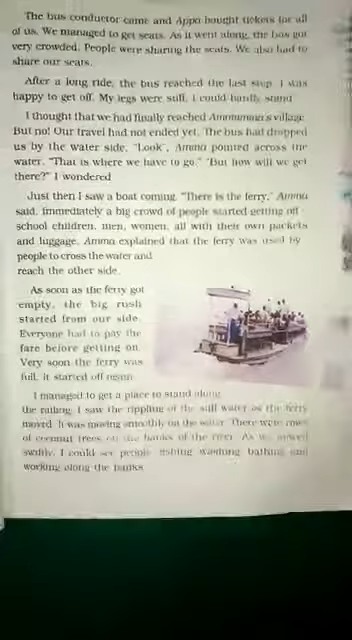 The bus conductor came and Appa bought tickets for all
of us. We managed to get seats. As it went along, the bus got
very crowded. People were sharing the seats. We also had to
share our seats.
After a long ride, the bus reached the last stop. I was
happy to get off. My legs were stiff. I could hardly stand
I thought that we had finally reached Ammumma's village.
But no! Our travel had not ended yet. The bus had dropped
us by the water side. "Look", Amma pointed across the
water. "That is where we have to go." "But how will we get
there?" I wondered
Just then I saw a boat coming. "There is the ferry," Amma
said. Immediately a big crowd of people started getting off
school children, men, women, all with their own packets
and luggage. Amma explained that the ferry was used by
people to cross the water and
reach the other side.
As soon as the ferry got
empty, the big rush
started from our side.
Everyone had to pay the
fare before getting on.
Very soon the ferry was
full, it started off again.
I managed to get a place to stand along
the railing. I saw the rippling of the still water as the ferry
moved. It was moving smoothly on the water. There were rows
of coconut trees on the banks of the river. As we moved
swiftly, I could see people fishing washing bathing and
working along the banks